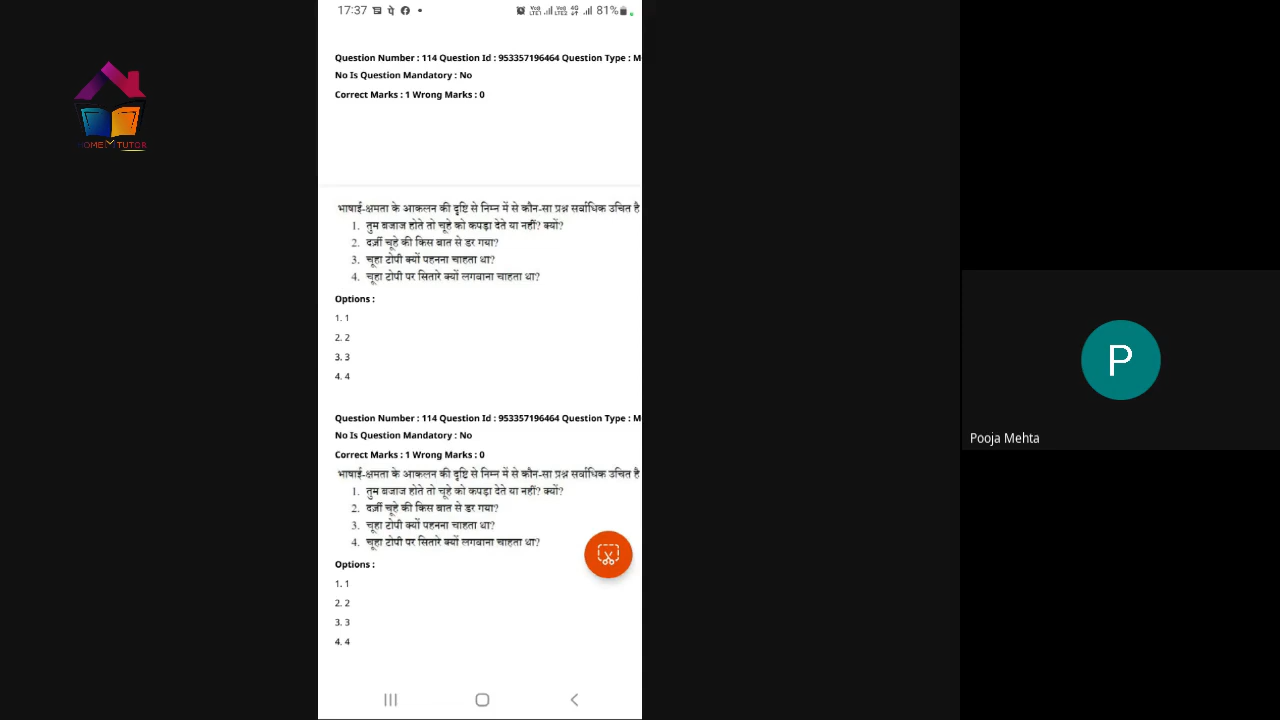 17:37
81%
Question Number : 114 Question Id : 953357196464 Question Type : M
No Is Question Mandatory : No
Correct Marks : 1 Wrong Marks : 0
भाषाई-क्षमता के आकलन की दृष्टि से निम्न में से कौन-सा प्रश्न सर्वाधिक उचित है
1. तुम बजाज होते तो चूहे को कपड़ा देते या नहीं? क्यों?
2. दर्ज़ी चूहे की किस बात से डर गया?
3. चूहा टोपी क्यों पहनना चाहता था?
4. चूहा टोपी पर सितारे क्यों लगवाना चाहता था?
Options :
1. 1
2. 2
3. 3
4. 4
Question Number : 114 Question Id : 953357196464 Question Type : M
No Is Question Mandatory : No
Correct Marks : 1 Wrong Marks : 0
भाषाई-क्षमता के आकलन की दृष्टि से निम्न में से कौन-सा प्रश्न सर्वाधिक उचित है
1. तुम बजाज होते तो चूहे को कपड़ा देते या नहीं? क्यों?
2. दर्ज़ी चूहे की किस बात से डर गया?
3. चूहा टोपी क्यों पहनना चाहता था?
4. चूहा टोपी पर सितारे क्यों लगवाना चाहता था?
Options :
1. 1
2. 2
3. 3
4. 4
HOME TUTOR
P
Pooja Mehta